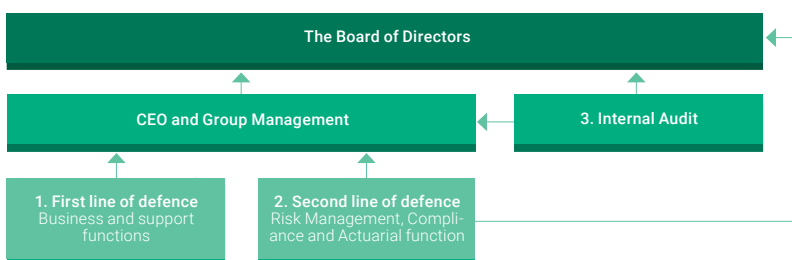 The Board of Directors
CEO and Group Management
3. Internal Audit
1. First line of defence
Business and support
functions
2. Second line of defence
Risk Management, Compli-
ance and Actuarial function